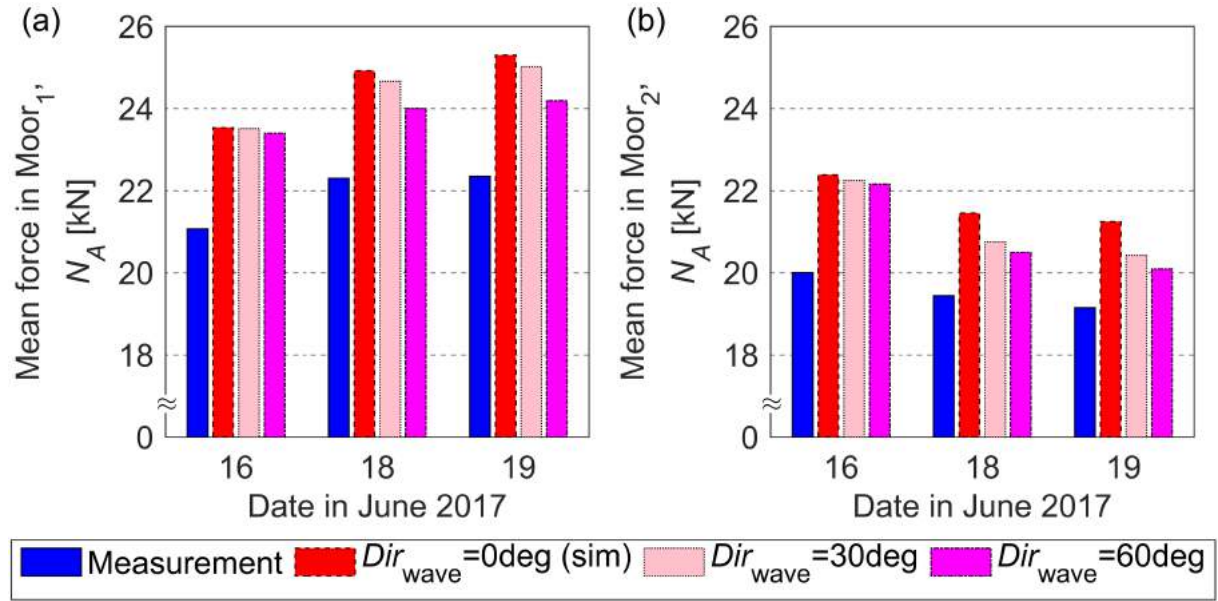 (a)
Mean force in Moor1,
NA [kN]
26
24
22
20
18
≈
0
16 18 19
Date in June 2017
(b)
Mean force in Moor2,
NA [kN]
26
24
22
20
18
≈
0
16 18 19
Date in June 2017
Measurement Dirwave=0deg (sim) Dirwave=30deg Dirwave=60deg